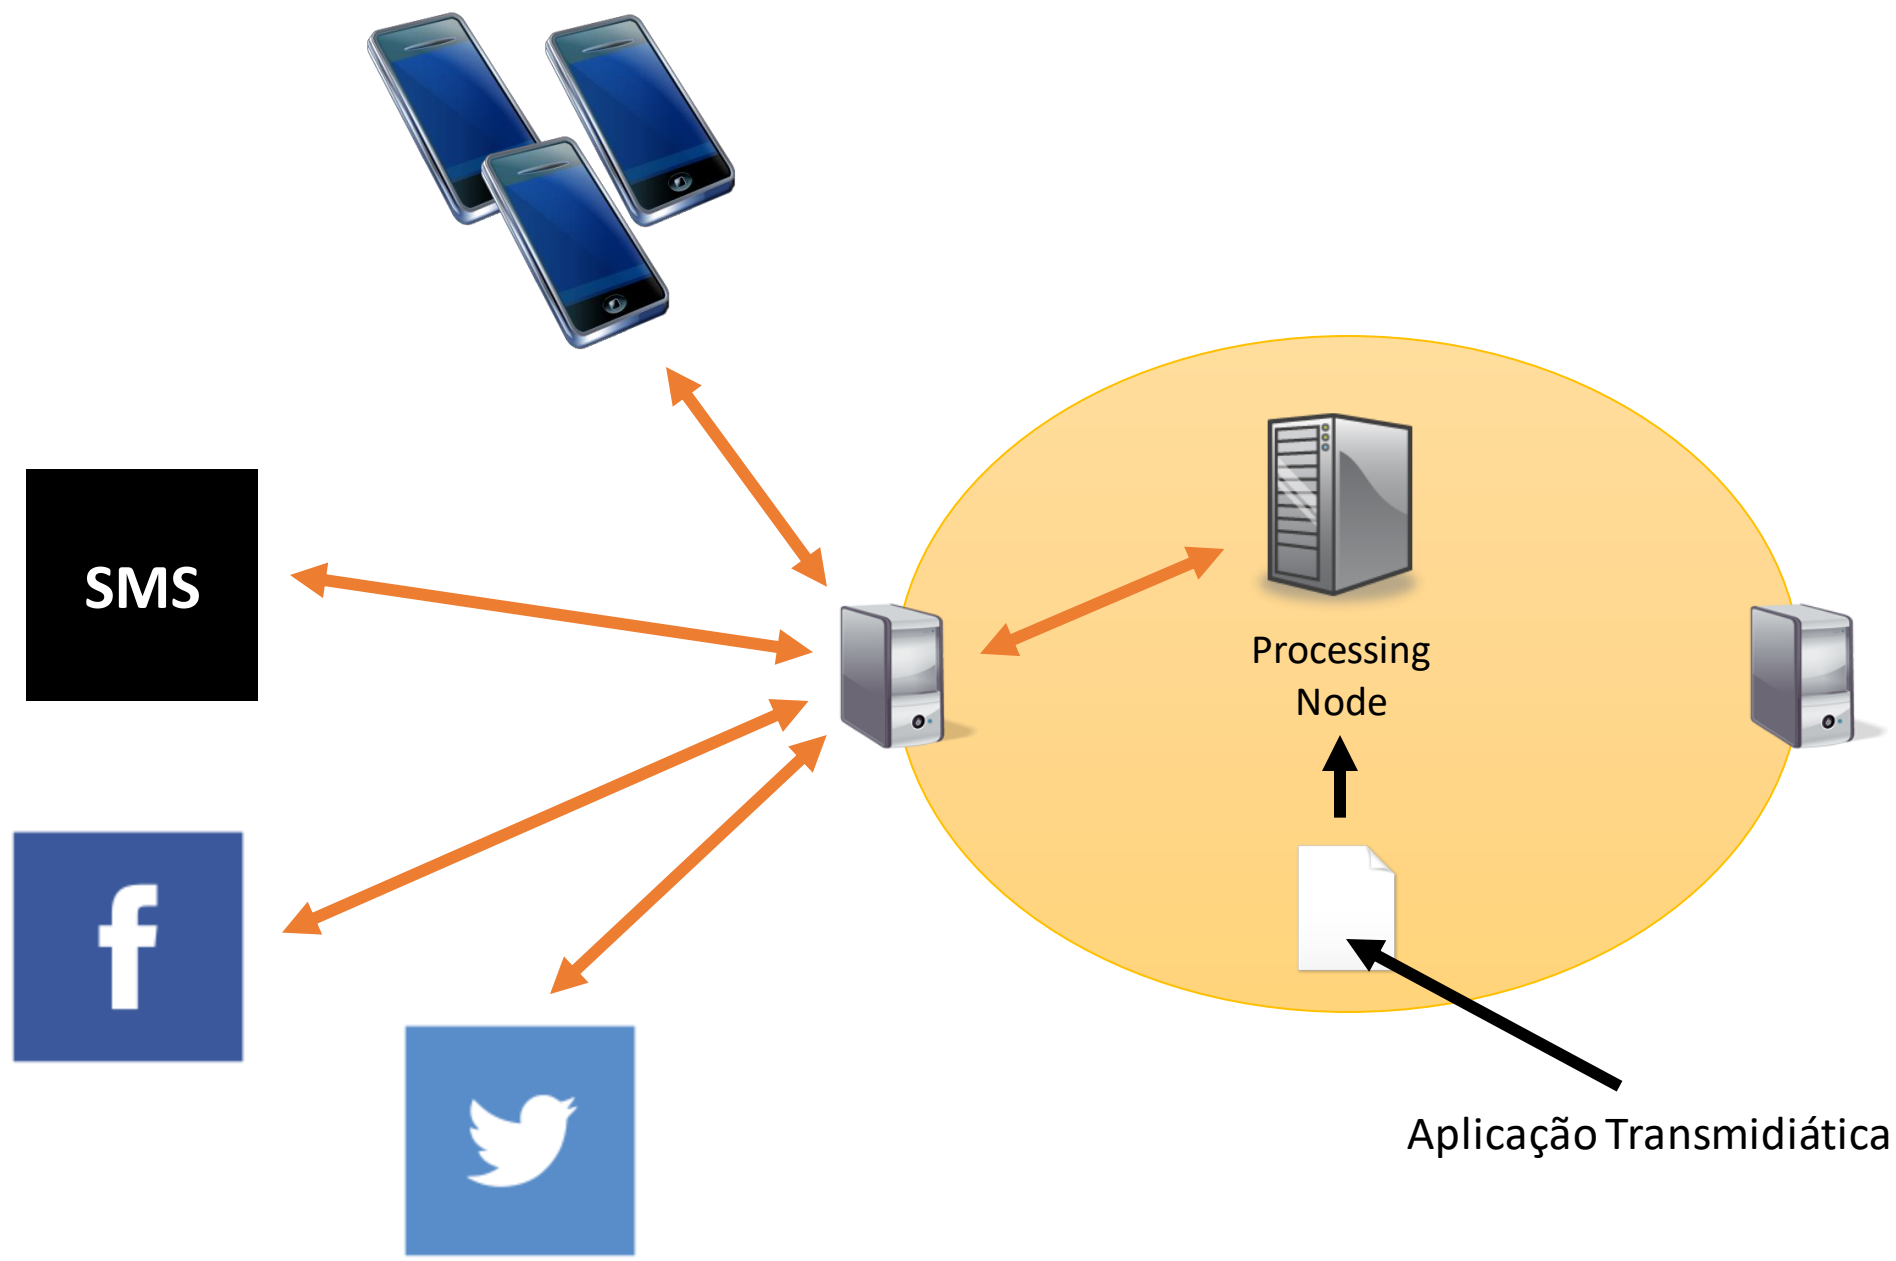 SMS
Processing
Node
f
Aplicação Transmidiática